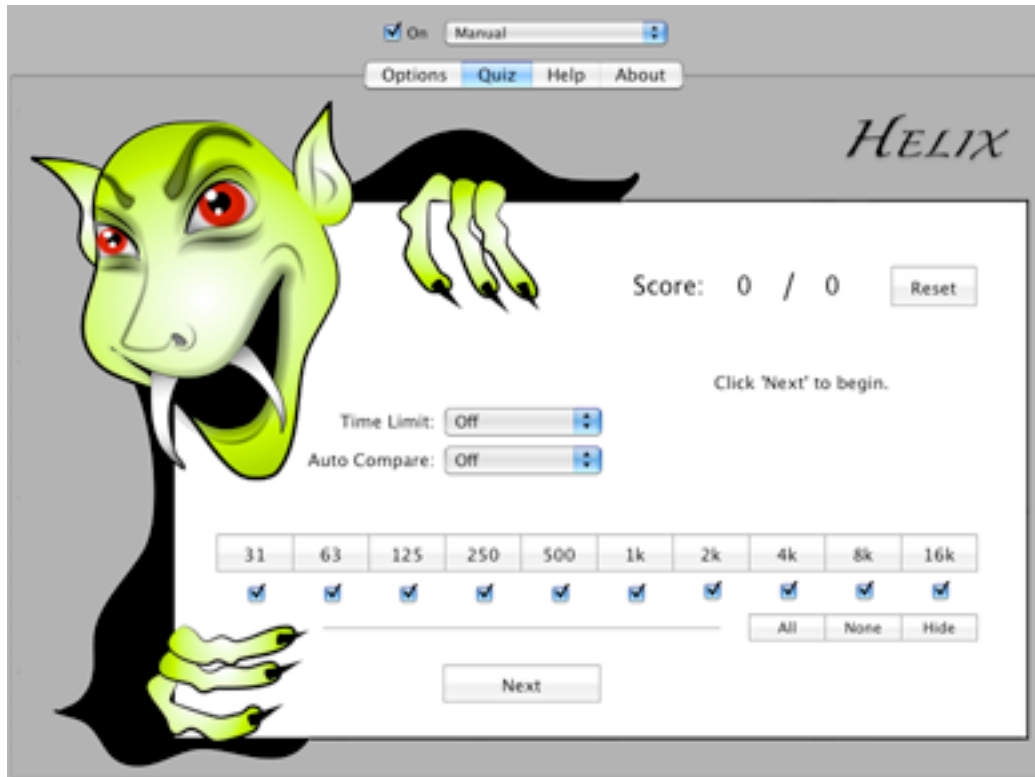 On Manual
Options Quiz Help About
HELIX
Score: 0 / 0 Reset
Click 'Next' to begin.
Time Limit: Off
Auto Compare: Off
31 63 125 250 500 1k 2k 4k 8k 16k
All None Hide
Next